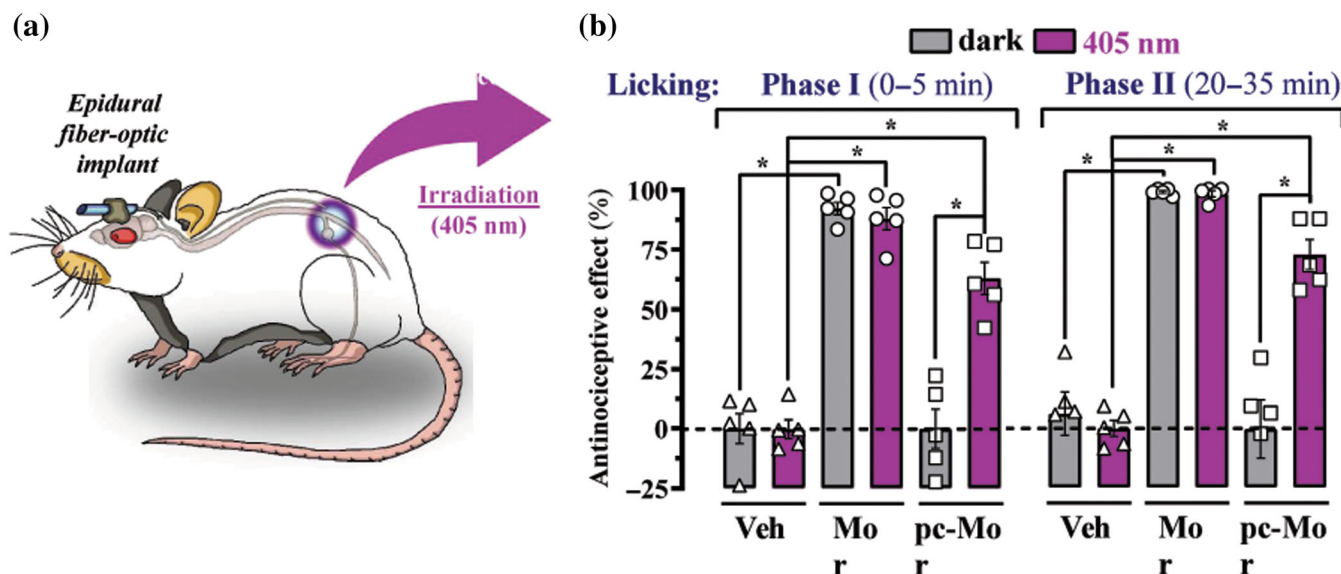 (a)
Epidural
fiber-optic
implant
Irradiation
(405 nm)
(b)
dark 405 nm
Licking: Phase I (0–5 min) Phase II (20–35 min)
* * * * * *
* *
Antinociceptive effect (%)
100
75
50
25
0
−25
Veh Mo pc-Mo Veh Mo pc-Mo
r r r r